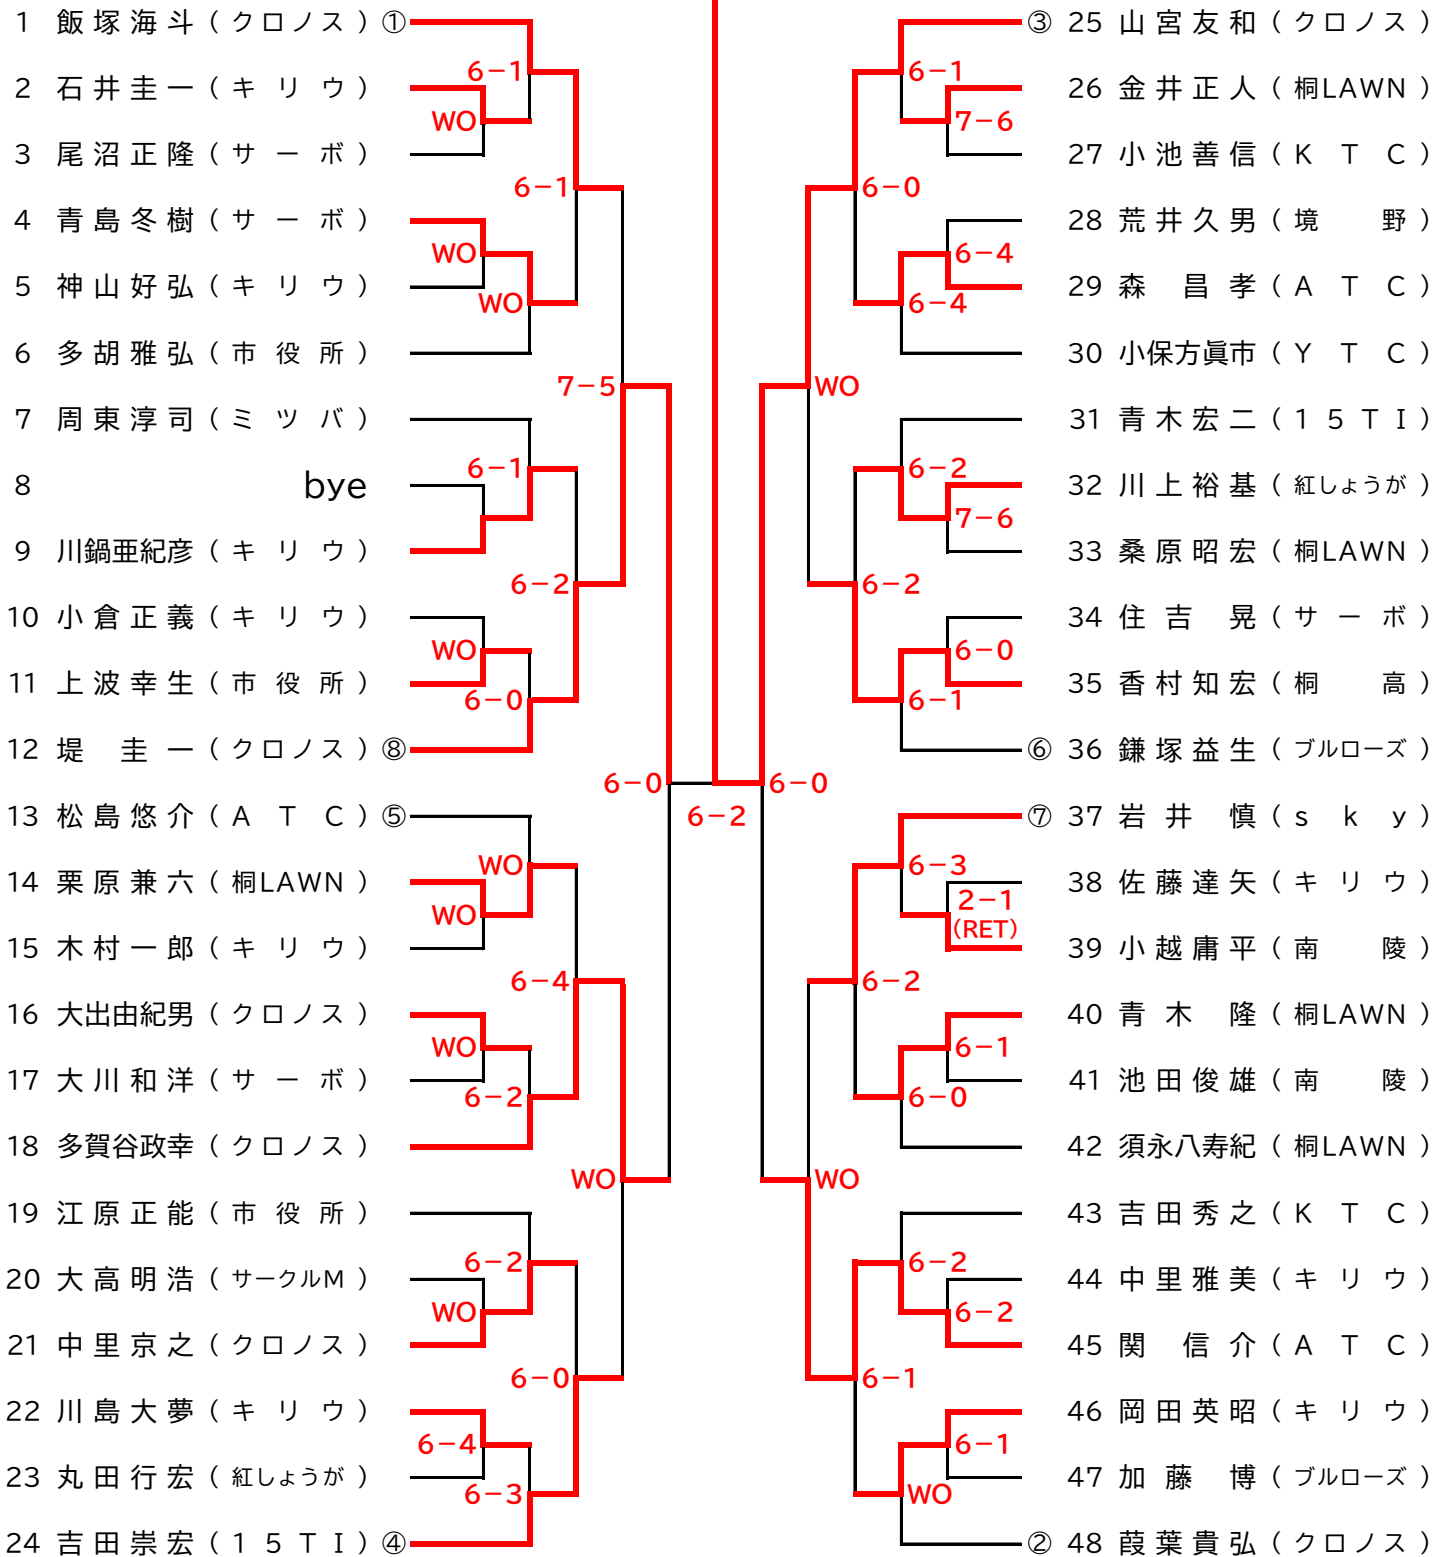 1 飯塚海斗（クロノス）①
6－1
2 石井圭一（キリウ）
WO
3 尾沼正隆（サーボ）
6－1
4 青島冬樹（サーボ）
WO
5 神山好弘（キリウ）
WO
6 多胡雅弘（市役所）
7－5
7 周東淳司（ミツバ）
6－1
8 bye
9 川鍋亜紀彦（キリウ）
6－2
10 小倉正義（キリウ）
WO
11 上波幸生（市役所）
6－0
12 堤 圭一（クロノス）⑧
6－0
6－2
13 松島悠介（ATC）⑤
WO
14 栗原兼六（桐LAWN）
WO
15 木村一郎（キリウ）
6－4
16 大出由紀男（クロノス）
WO
17 大川和洋（サーボ）
6－2
18 多賀谷政幸（クロノス）
WO
19 江原正能（市役所）
6－2
20 大高明浩（サークルM）
WO
21 中里京之（クロノス）
6－0
22 川島大夢（キリウ）
6－4
23 丸田行宏（紅しょうが）
6－3
24 吉田崇宏（15TI）④
③ 25 山宮友和（クロノス）
6－1
26 金井正人（桐LAWN）
7－6
27 小池善信（KTC）
6－0
28 荒井久男（境野）
6－4
29 森 昌孝（ATC）
6－4
30 小保方眞市（YTC）
WO
31 青木宏二（15TI）
6－2
32 川上裕基（紅しょうが）
7－6
33 桑原昭宏（桐LAWN）
6－2
34 住吉 晃（サーボ）
6－0
35 香村知宏（桐高）
6－1
⑥ 36 鎌塚益生（ブルローズ）
6－0
⑦ 37 岩井 慎（sky）
6－3
38 佐藤達矢（キリウ）
2－1
(RET)
39 小越庸平（南陵）
6－2
40 青木 隆（桐LAWN）
6－1
41 池田俊雄（南陵）
6－0
42 須永八寿紀（桐LAWN）
WO
43 吉田秀之（KTC）
6－2
44 中里雅美（キリウ）
6－2
45 関 信介（ATC）
6－1
46 岡田英昭（キリウ）
6－1
47 加藤 博（ブルローズ）
WO
② 48 葭葉貴弘（クロノス）